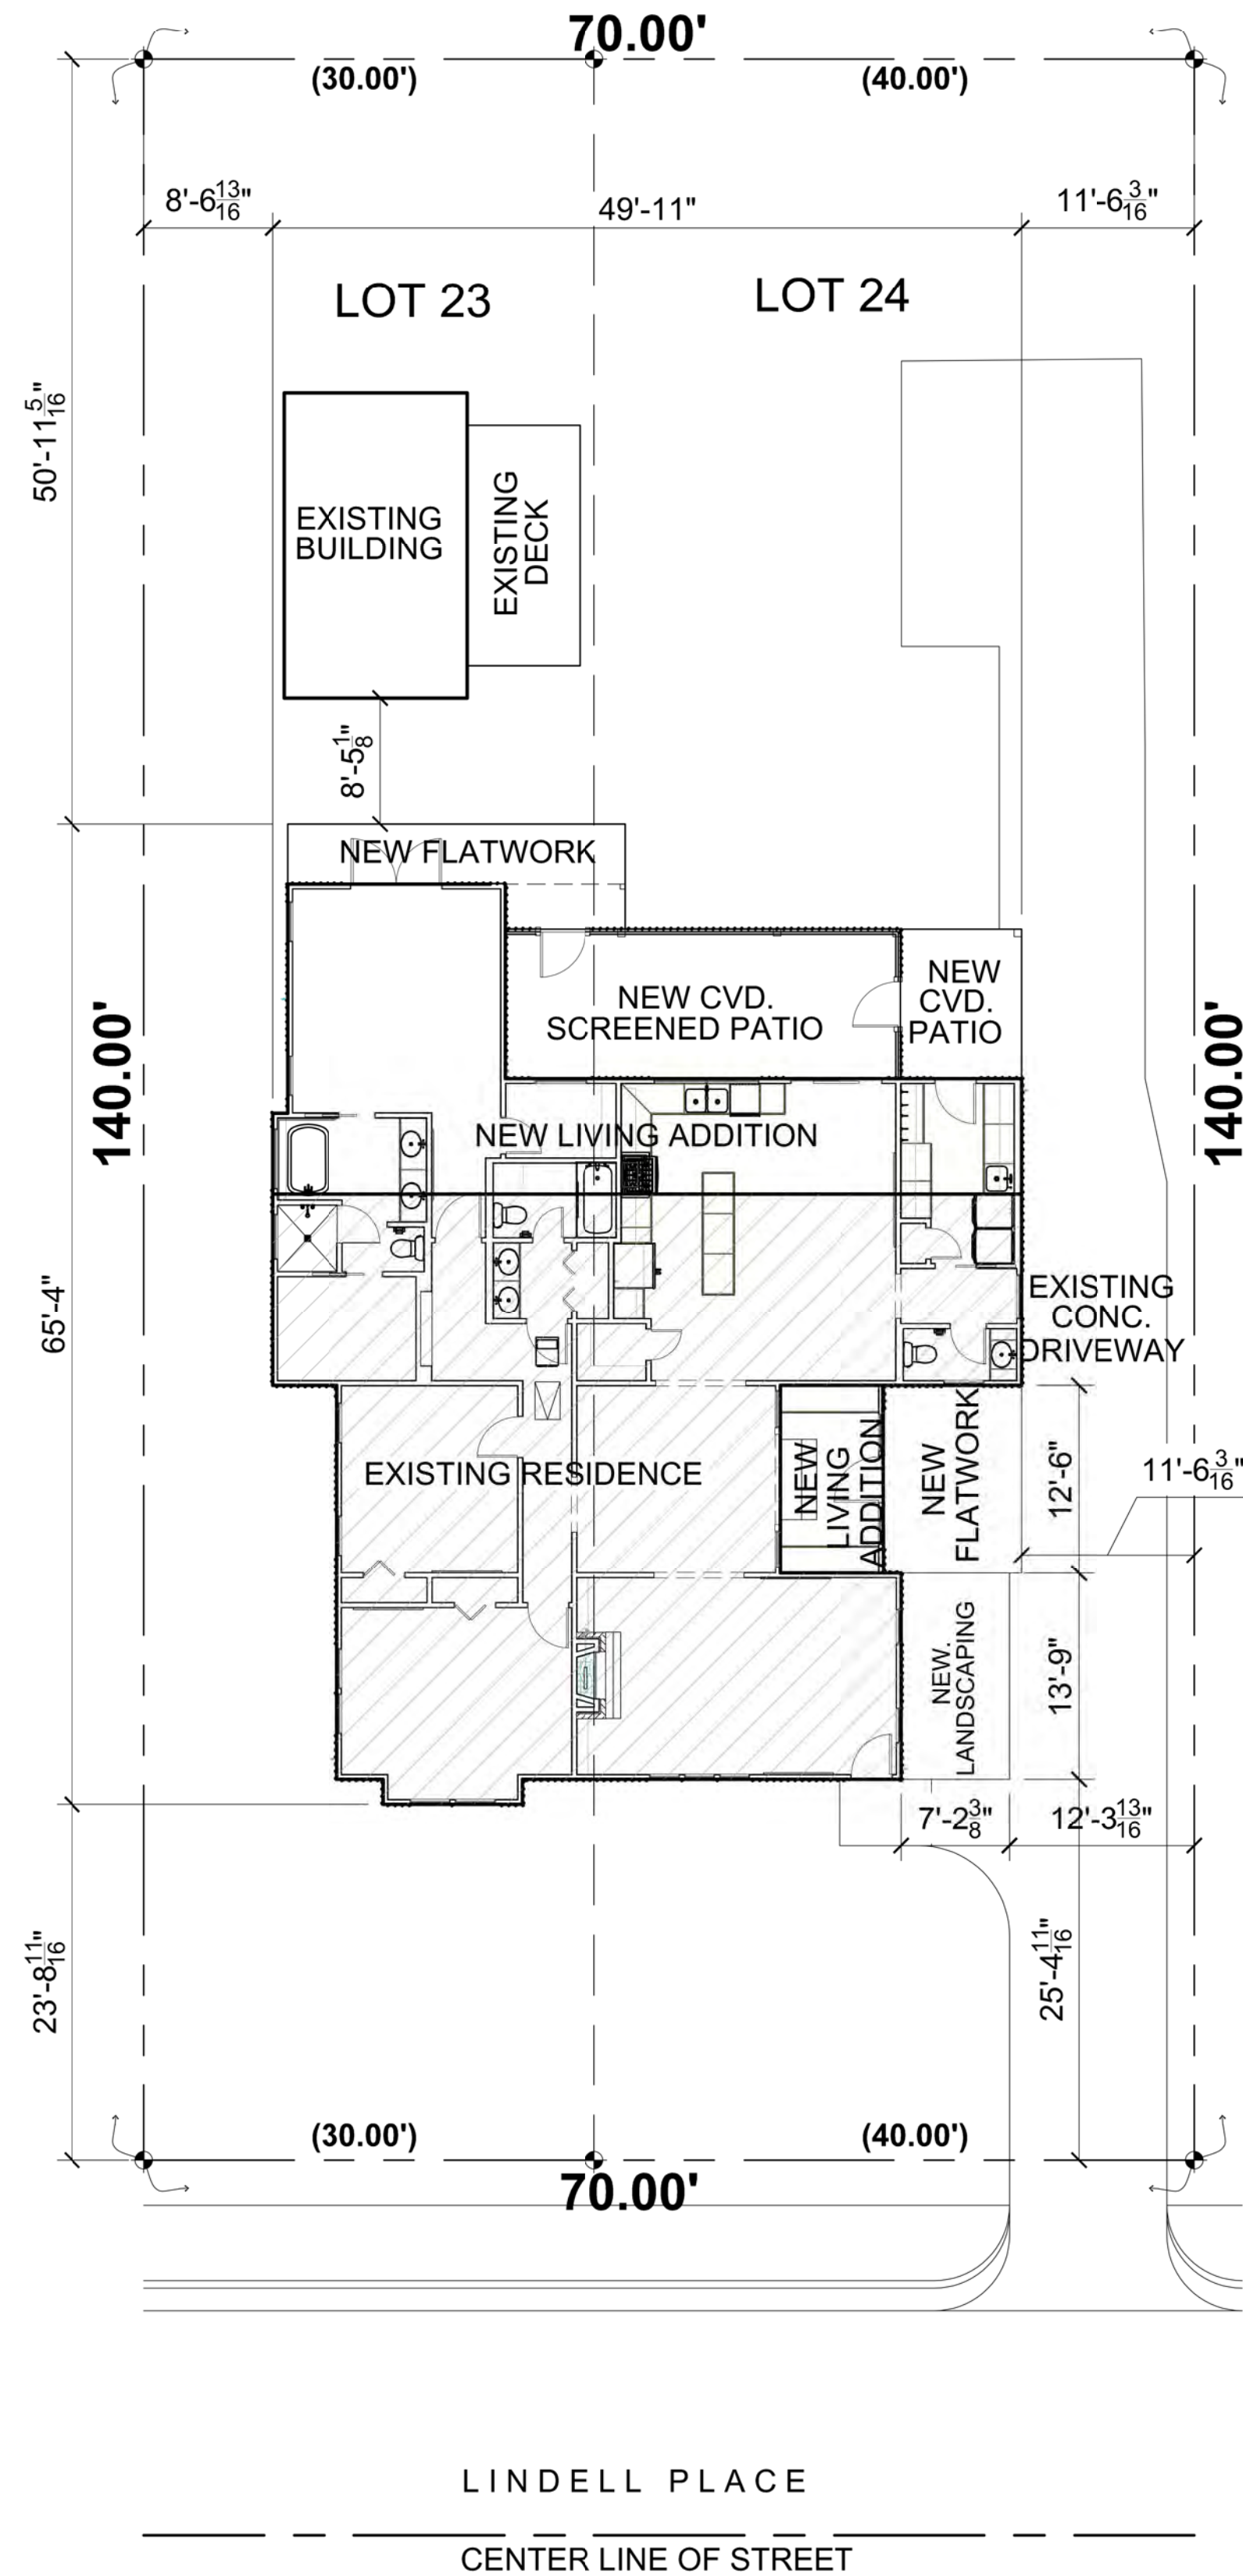 70.00'
(30.00')
(40.00')
8'-6 13/16"
49'-11"
11'-6 3/16"
LOT 23
LOT 24
50'-11 5/16"
EXISTING
BUILDING
EXISTING
DECK
8'-5 1/8"
NEW FLATWORK
NEW CVD.
SCREENED PATIO
NEW
CVD.
PATIO
140.00'
140.00'
NEW LIVING ADDITION
65'-4"
EXISTING
CONC.
DRIVEWAY
EXISTING RESIDENCE
NEW
LIVING
ADDITION
NEW
FLATWORK
12'-6"
11'-6 3/16"
NEW.
LANDSCAPING
13'-9"
7'-2 3/8"
12'-3 13/16"
23'-8 11/16"
25'-4 11/16"
(30.00')
(40.00')
70.00'
LINDELL PLACE
CENTER LINE OF STREET